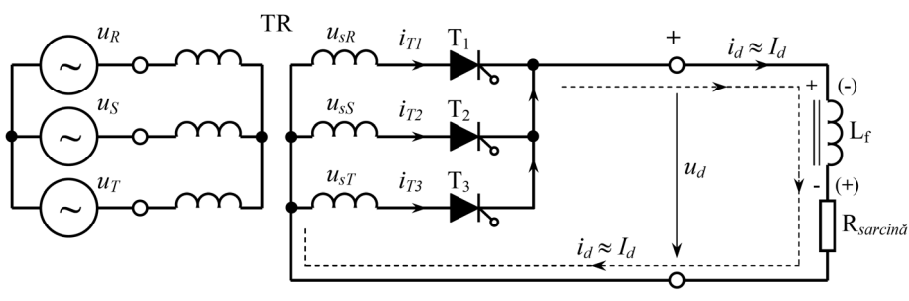 TR
u_R
u_S
u_T
u_sR i_T1 T_1
u_sS i_T2 T_2
u_sT i_T3 T_3
+ i_d ≈ I_d
+ (-)
L_f
- (+)
u_d
R_sarcină
i_d ≈ I_d